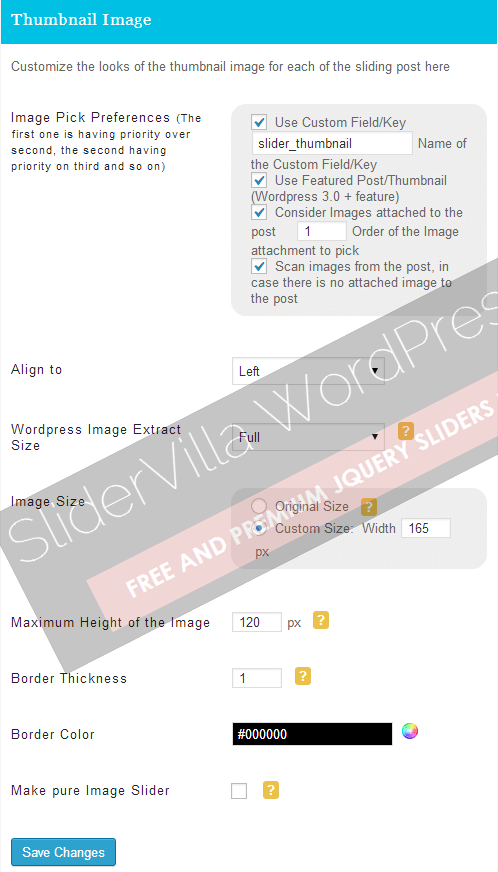 Thumbnail Image
Customize the looks of the thumbnail image for each of the sliding post here
Image Pick Preferences (The
first one is having priority over
second, the second having
priority on third and so on)
Use Custom Field/Key
slider_thumbnail Name of
the Custom Field/Key
Use Featured Post/Thumbnail
(Wordpress 3.0 + feature)
Consider Images attached to the
post 1 Order of the Image
attachment to pick
Scan images from the post, in
case there is no attached image to
the post
Align to
Left
Wordpress Image Extract
Size
Full
?
Image Size
Original Size ?
Custom Size: Width 165
px
SliderVilla WordPress
FREE AND PREMIUM JQUERY SLIDERS
Maximum Height of the Image
120 px ?
Border Thickness
1 ?
Border Color
#000000
Make pure Image Slider
?
Save Changes